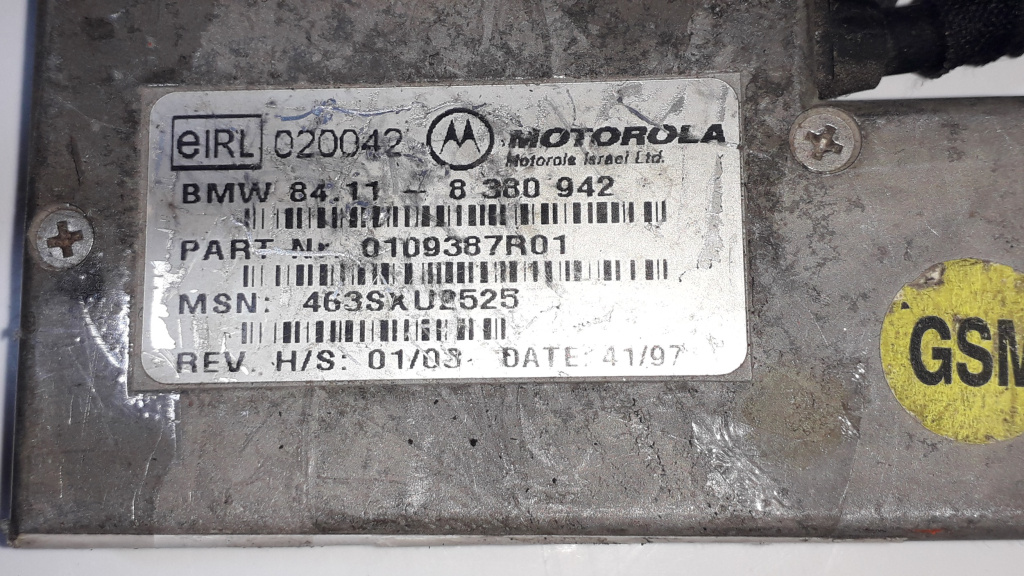 eIRL 020042 MOTOROLA
Motorola Israel Ltd.
BMW 84.11 - 8 380 942
PART Nr. 0109387R01
MSN: 463SXU2525
REV. H/S: 01/03 DATE: 41/97
GSM